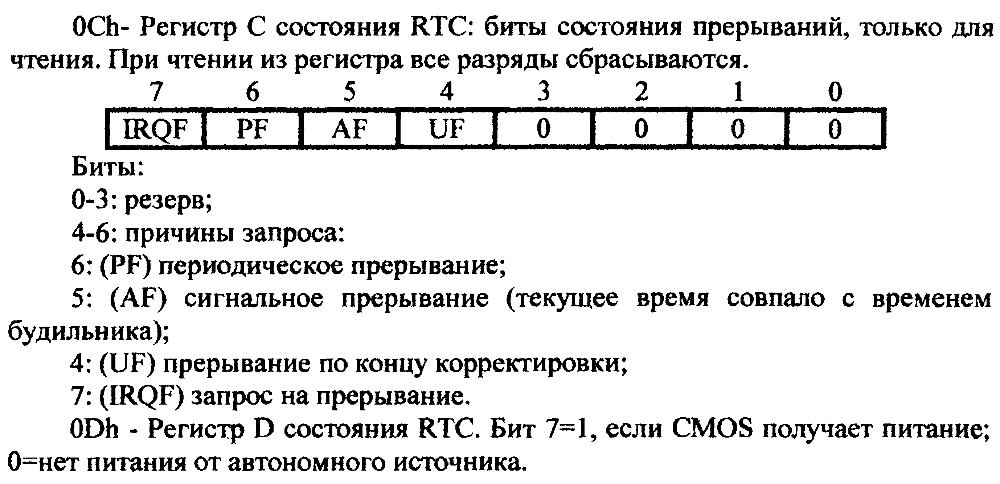 0Ch- Регистр С состояния RTC: биты состояния прерываний, только для
чтения. При чтении из регистра все разряды сбрасываются.
7 6 5 4 3 2 1 0
IRQF PF AF UF 0 0 0 0
Биты:
0-3: резерв;
4-6: причины запроса:
6: (PF) периодическое прерывание;
5: (AF) сигнальное прерывание (текущее время совпало с временем
будильника);
4: (UF) прерывание по концу корректировки;
7: (IRQF) запрос на прерывание.
0Dh - Регистр D состояния RTC. Бит 7=1, если CMOS получает питание;
0=нет питания от автономного источника.